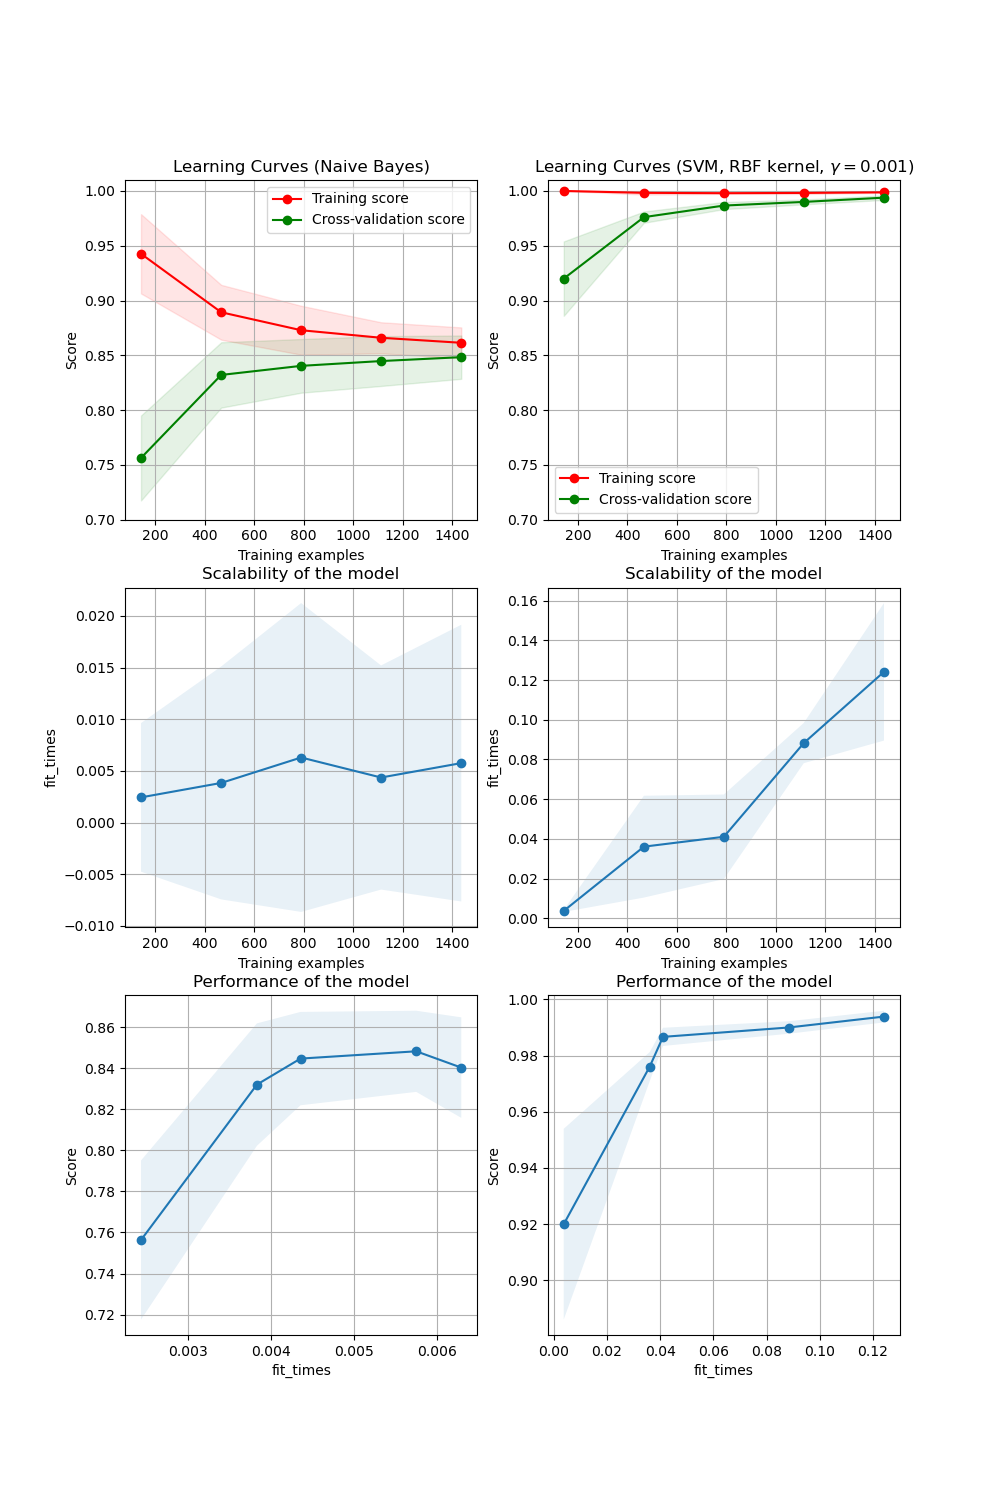 Learning Curves (Naive Bayes)
1.00
0.95
0.90
0.85
0.80
0.75
0.70
Score
Training score
Cross-validation score
200 400 600 800 1000 1200 1400
Training examples
Learning Curves (SVM, RBF kernel, γ = 0.001)
1.00
0.95
0.90
0.85
0.80
0.75
0.70
Score
Training score
Cross-validation score
200 400 600 800 1000 1200 1400
Training examples
Scalability of the model
0.020
0.015
0.010
0.005
0.000
−0.005
−0.010
fit_times
200 400 600 800 1000 1200 1400
Training examples
Scalability of the model
0.16
0.14
0.12
0.10
0.08
0.06
0.04
0.02
0.00
fit_times
200 400 600 800 1000 1200 1400
Training examples
Performance of the model
0.86
0.84
0.82
0.80
0.78
0.76
0.74
0.72
Score
0.003 0.004 0.005 0.006
fit_times
Performance of the model
1.00
0.98
0.96
0.94
0.92
0.90
Score
0.00 0.02 0.04 0.06 0.08 0.10 0.12
fit_times